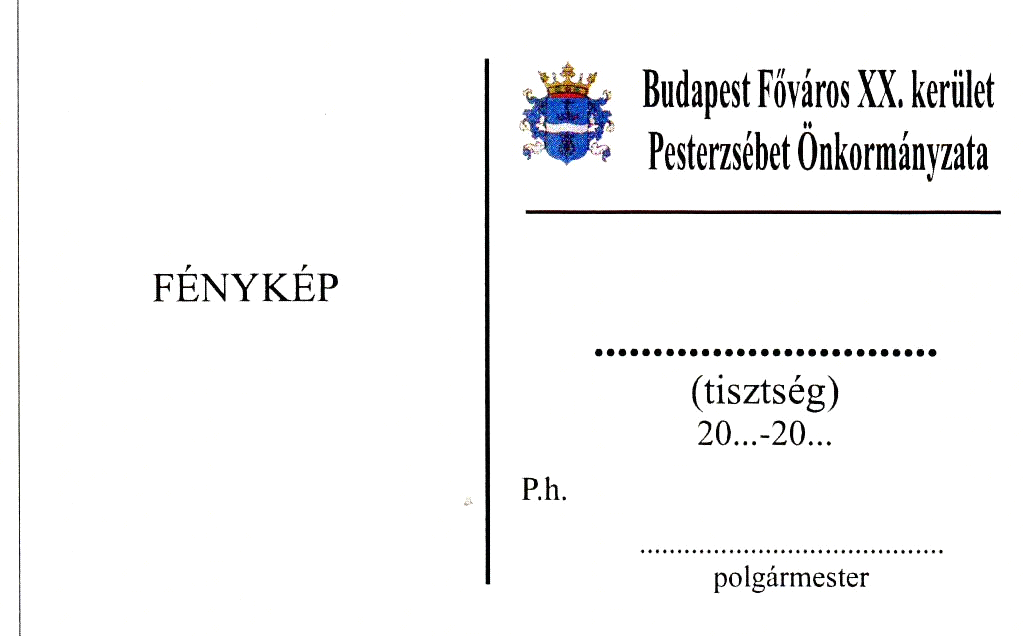 FÉNYKÉP
Budapest Főváros XX. kerület
Pesterzsébet Önkormányzata
..............................
(tisztség)
20...-20...
P.h.
..........................................
polgármester